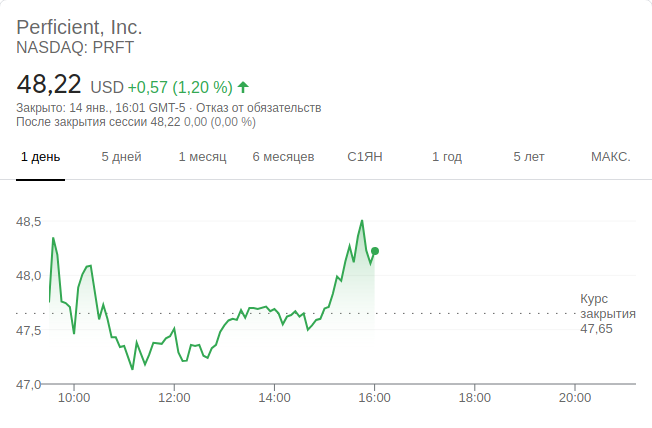 Perficient, Inc.
NASDAQ: PRFT
48,22 USD +0,57 (1,20 %)
Закрыто: 14 янв., 16:01 GMT-5 · Отказ от обязательств
После закрытия сессии 48,22 0,00 (0,00 %)
1 день 5 дней 1 месяц 6 месяцев С1ЯН 1 год 5 лет МАКС.
48,5
48,0
Курс
закрытия
47,65
47,5
47,0
10:00 12:00 14:00 16:00 18:00 20:00